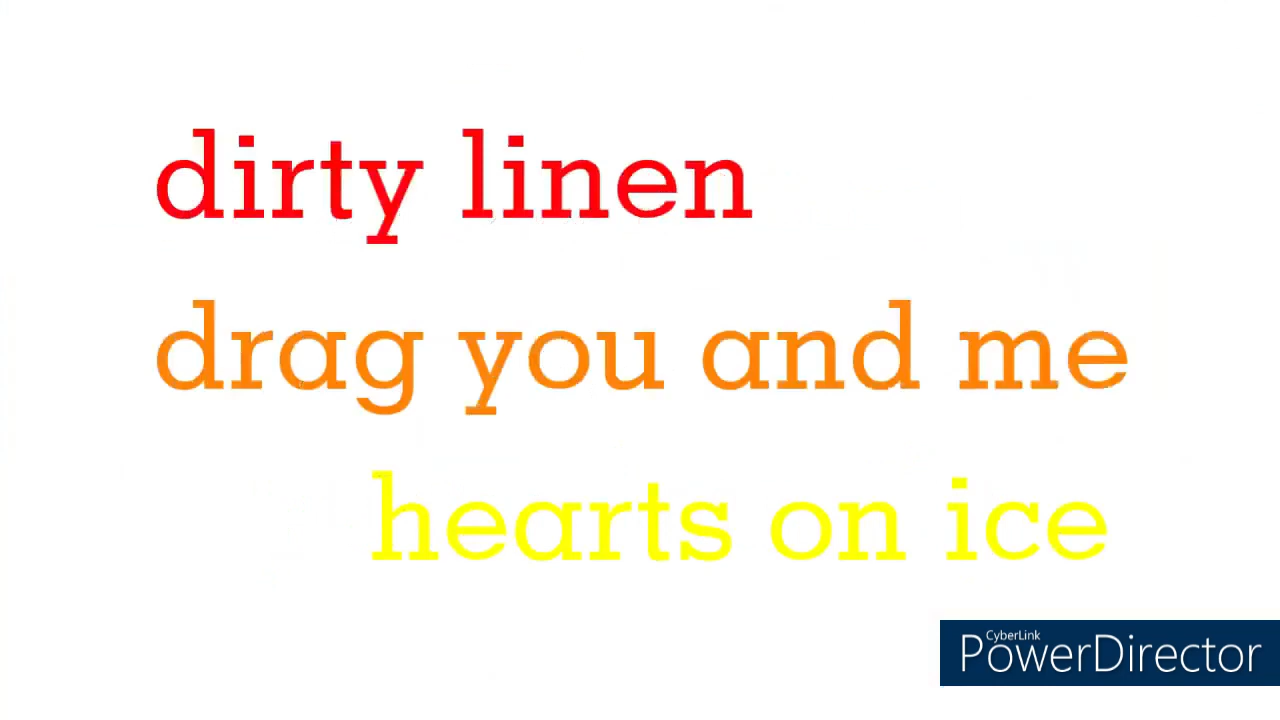 dirty linen
drag you and me
hearts on ice
CyberLink
PowerDirector